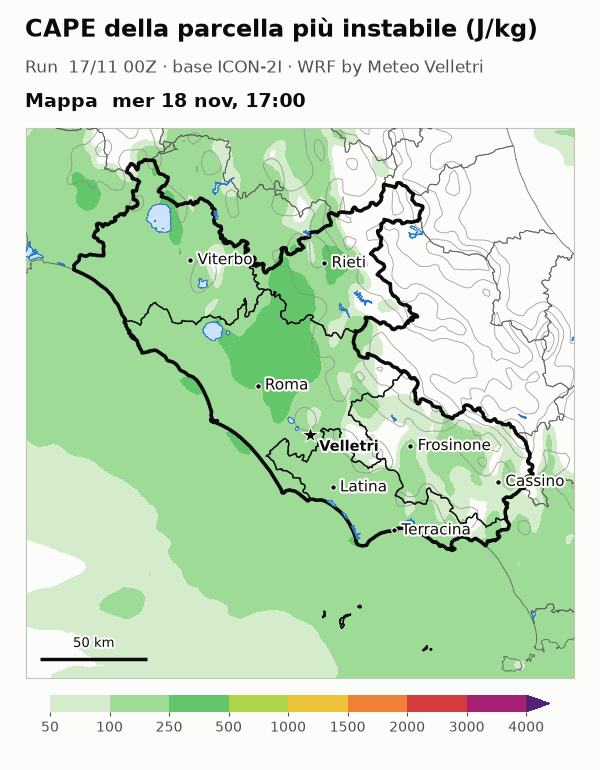 CAPE della parcella più instabile (J/kg)
Run  17/11 00Z · base ICON-2I · WRF by Meteo Velletri
Mappa  mer 18 nov, 17:00
Viterbo
Rieti
Roma
Velletri
Frosinone
Cassino
Latina
Terracina
50 km
50 100 250 500 1000 1500 2000 3000 4000